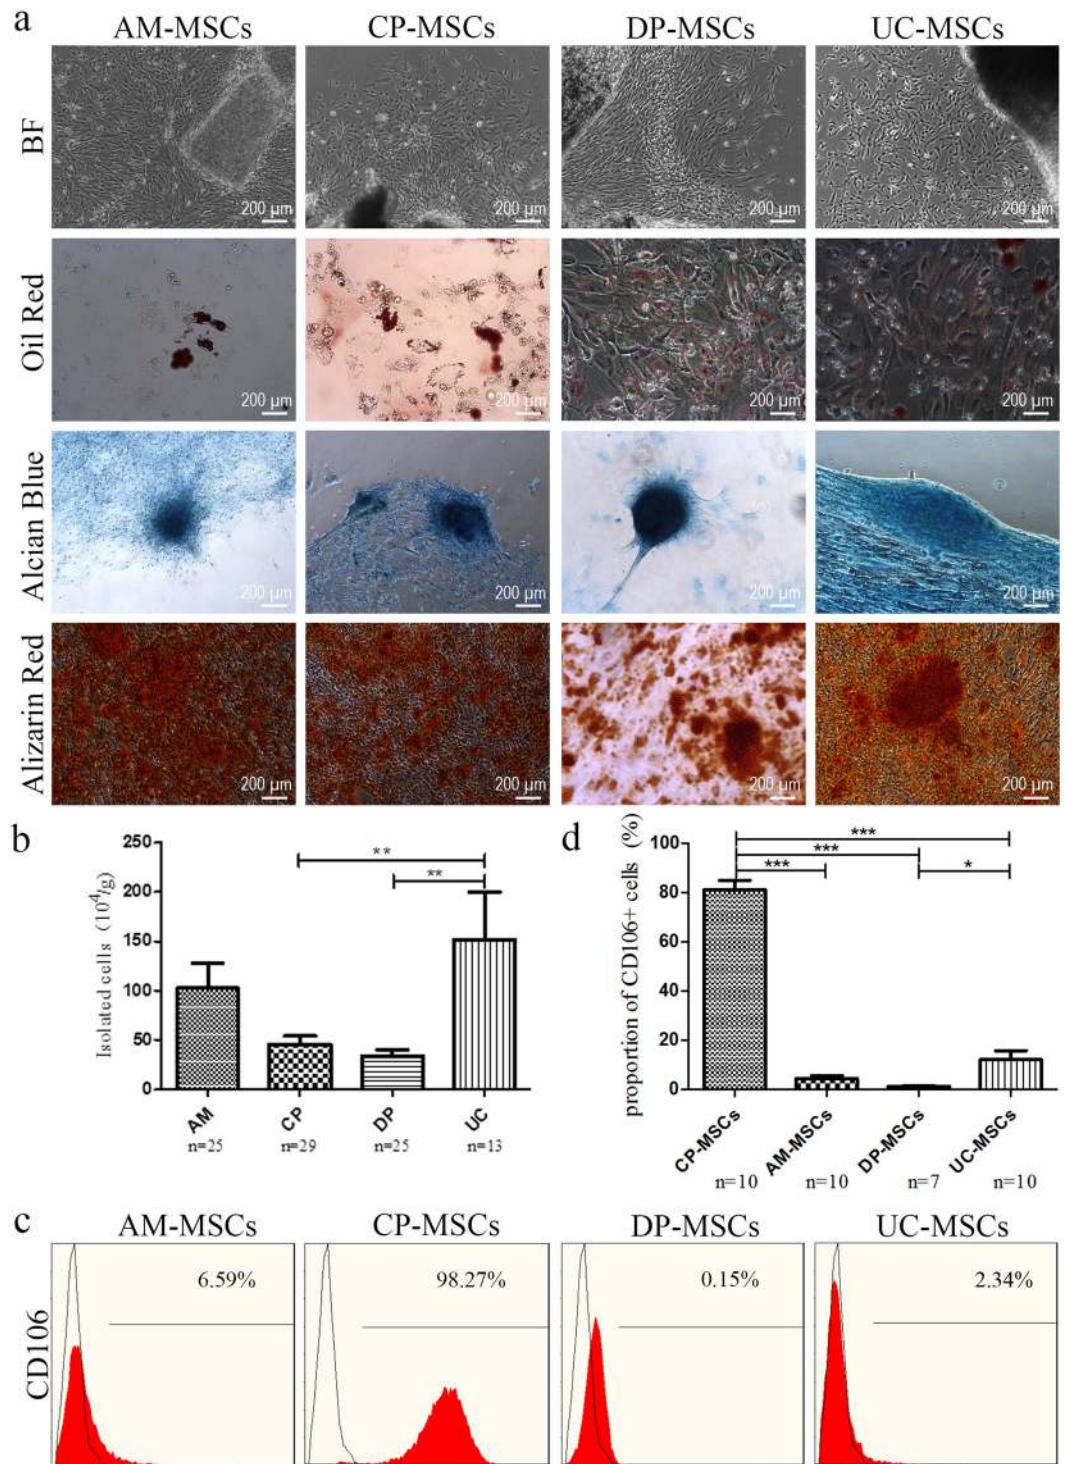 a
AM-MSCs CP-MSCs DP-MSCs UC-MSCs
BF
200 µm 200 µm 200 µm 200 µm
Oil Red
200 µm 200 µm 200 µm 200 µm
Alcian Blue
200 µm 200 µm 200 µm 200 µm
Alizarin Red
200 µm 200 µm 200 µm 200 µm
b
Isolated cells (10⁴/g)
250
200
150
100
50
0
**
**
AM CP DP UC
n=25 n=29 n=25 n=13
d
proportion of CD106+ cells (%)
100
80
60
40
20
0
***
***
***
*
CP-MSCs AM-MSCs DP-MSCs UC-MSCs
n=10 n=10 n=7 n=10
c
AM-MSCs CP-MSCs DP-MSCs UC-MSCs
CD106
6.59% 98.27% 0.15% 2.34%